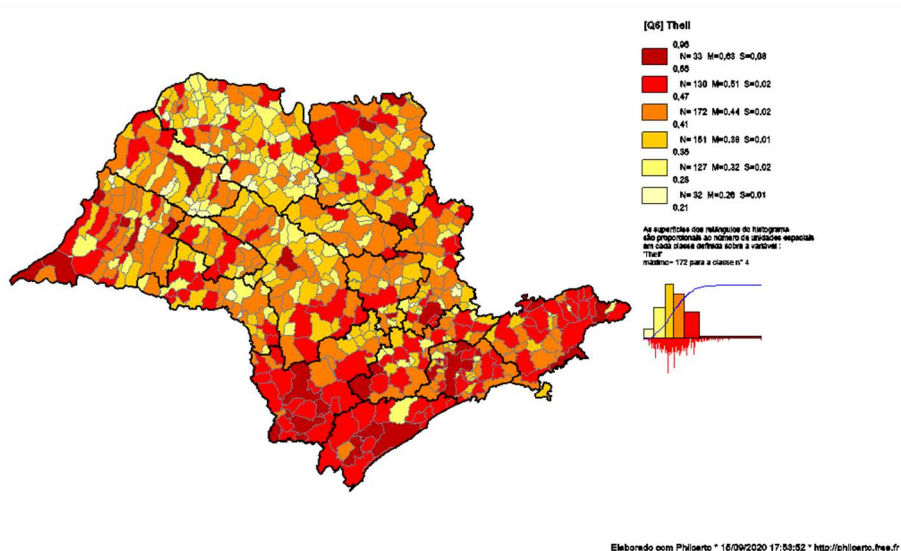 [Q6] Theil
0,96
N= 33 M=0,63 S=0,08
0,55
N= 130 M=0.51 S=0.02
0,47
N= 172 M=0.44 S=0.02
0,41
N= 161 M=0.38 S=0.01
0.35
N= 127 M=0.32 S=0.02
0.28
N= 32 M=0.26 S=0,01
0.21
As superfícies dos retângulos do histograma
são proporcionais ao número de unidades espaciais
em cada classe definida sobre a variável :
'Theil'
máximo= 172 para a classe n° 4
Elaborado com Philcarto * 15/09/2020 17:53:52 * http://philcarto.free.fr